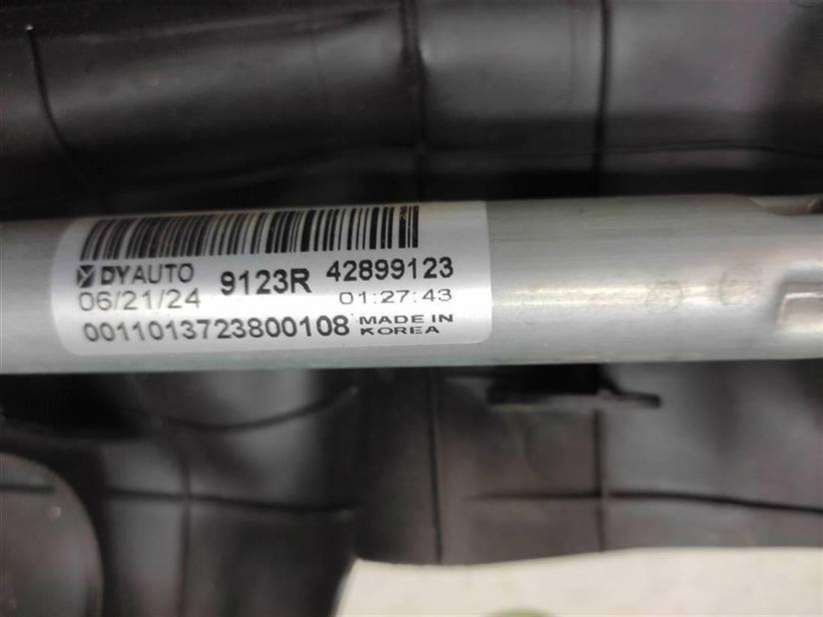 DYAUTO 9123R 42899123
06/21/24 01:27:43
0011013723800108 MADE IN KOREA